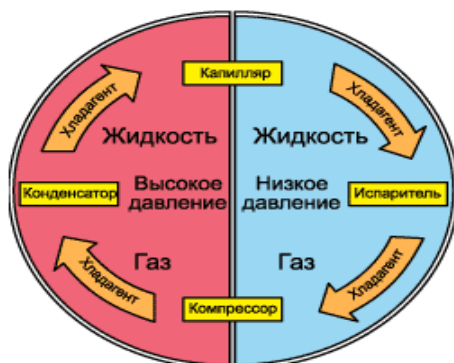 Капилляр
Хладагент
Хладагент
Жидкость
Жидкость
Конденсатор
Высокое
давление
Низкое
давление
Испаритель
Газ
Газ
Хладагент
Хладагент
Компрессор